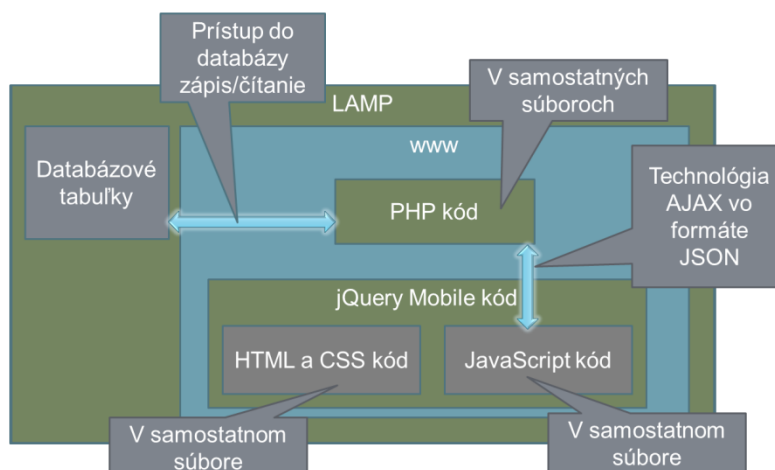 Prístup do
databázy
zápis/čítanie
V samostatných
súboroch
LAMP
www
Databázové
tabuľky
PHP kód
Technológia
AJAX vo
formáte
JSON
jQuery Mobile kód
HTML a CSS kód
JavaScript kód
V samostatnom
súbore
V samostatnom
súbore